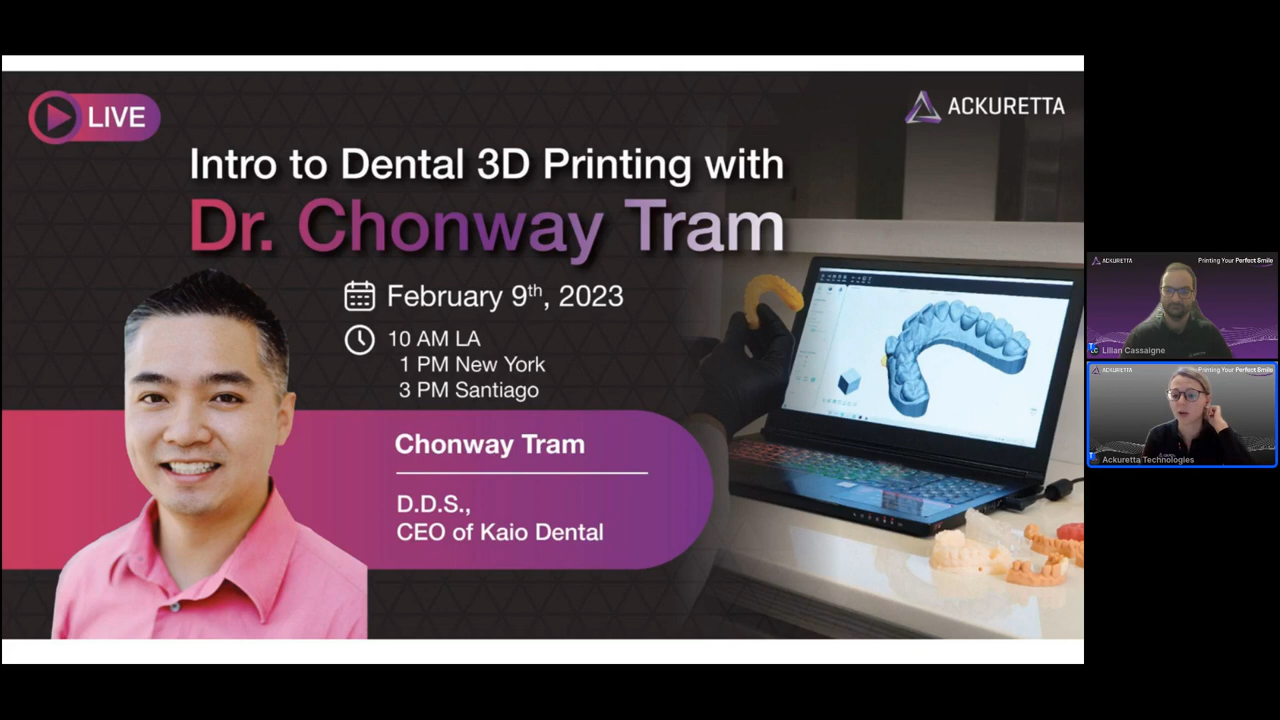 LIVE
ACKURETTA
Intro to Dental 3D Printing with
Dr. Chonway Tram
February 9th, 2023
10 AM LA
1 PM New York
3 PM Santiago
Chonway Tram
D.D.S.,
CEO of Kaio Dental
ACKURETTA
Printing Your Perfect Smile
Lilian Cassaigne
ACKURETTA
Printing Your Perfect Smile
Ackuretta Technologies